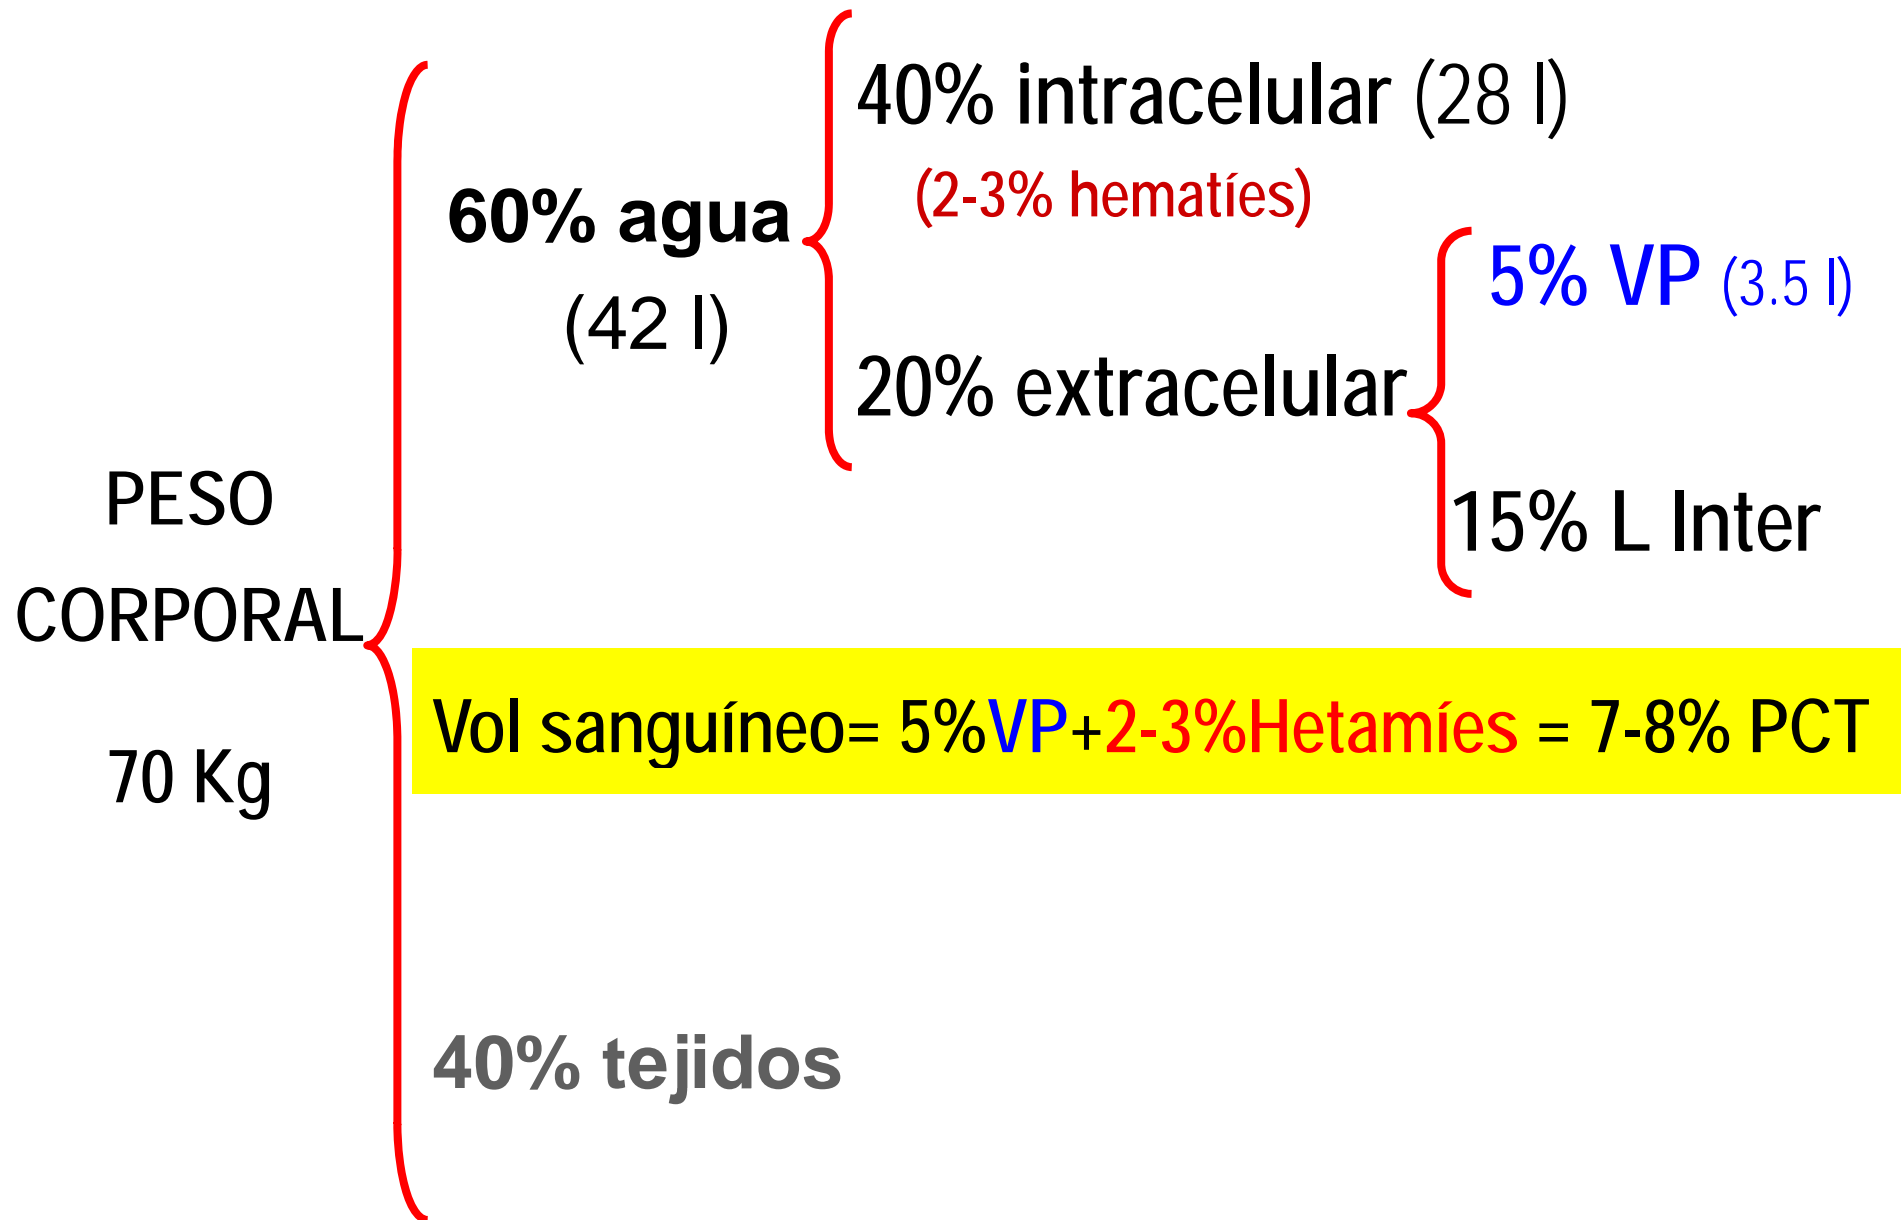 PESO
CORPORAL
70 Kg
60% agua
(42 l)
40% intracelular (28 l)
(2-3% hematíes)
20% extracelular
5% VP (3.5 l)
15% L Inter
Vol sanguíneo= 5%VP+2-3%Hetamíes = 7-8% PCT
40% tejidos